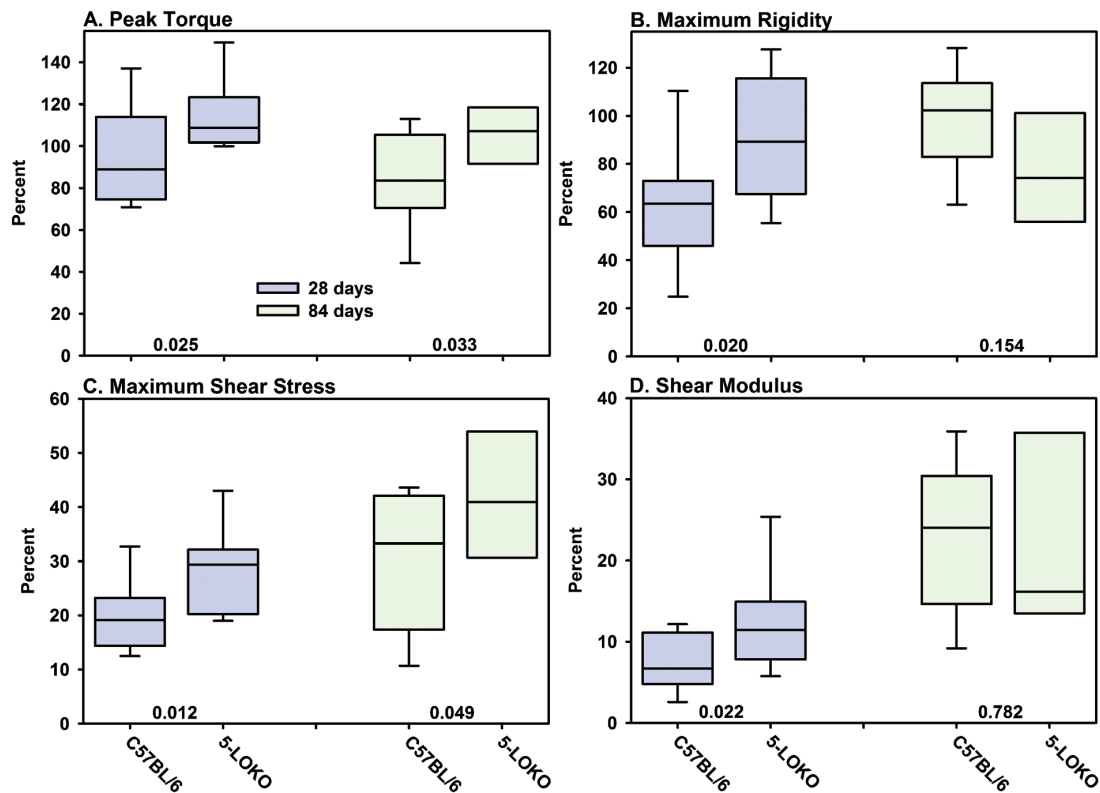 A. Peak Torque
140
120
100
80
60
40
20
0
Percent
28 days
84 days
0.025
0.033
B. Maximum Rigidity
120
100
80
60
40
20
0
Percent
0.020
0.154
C. Maximum Shear Stress
60
50
40
30
20
10
0
Percent
0.012
0.049
C57BL/6
5-LOKO
C57BL/6
5-LOKO
D. Shear Modulus
40
30
20
10
0
Percent
0.022
0.782
C57BL/6
5-LOKO
C57BL/6
5-LOKO